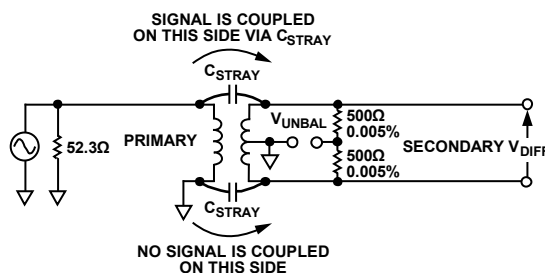 SIGNAL IS COUPLED
ON THIS SIDE VIA CSTRAY
CSTRAY
VUNBAL
500Ω
0.005%
52.3Ω
PRIMARY
SECONDARY VDIFF
500Ω
0.005%
CSTRAY
NO SIGNAL IS COUPLED
ON THIS SIDE